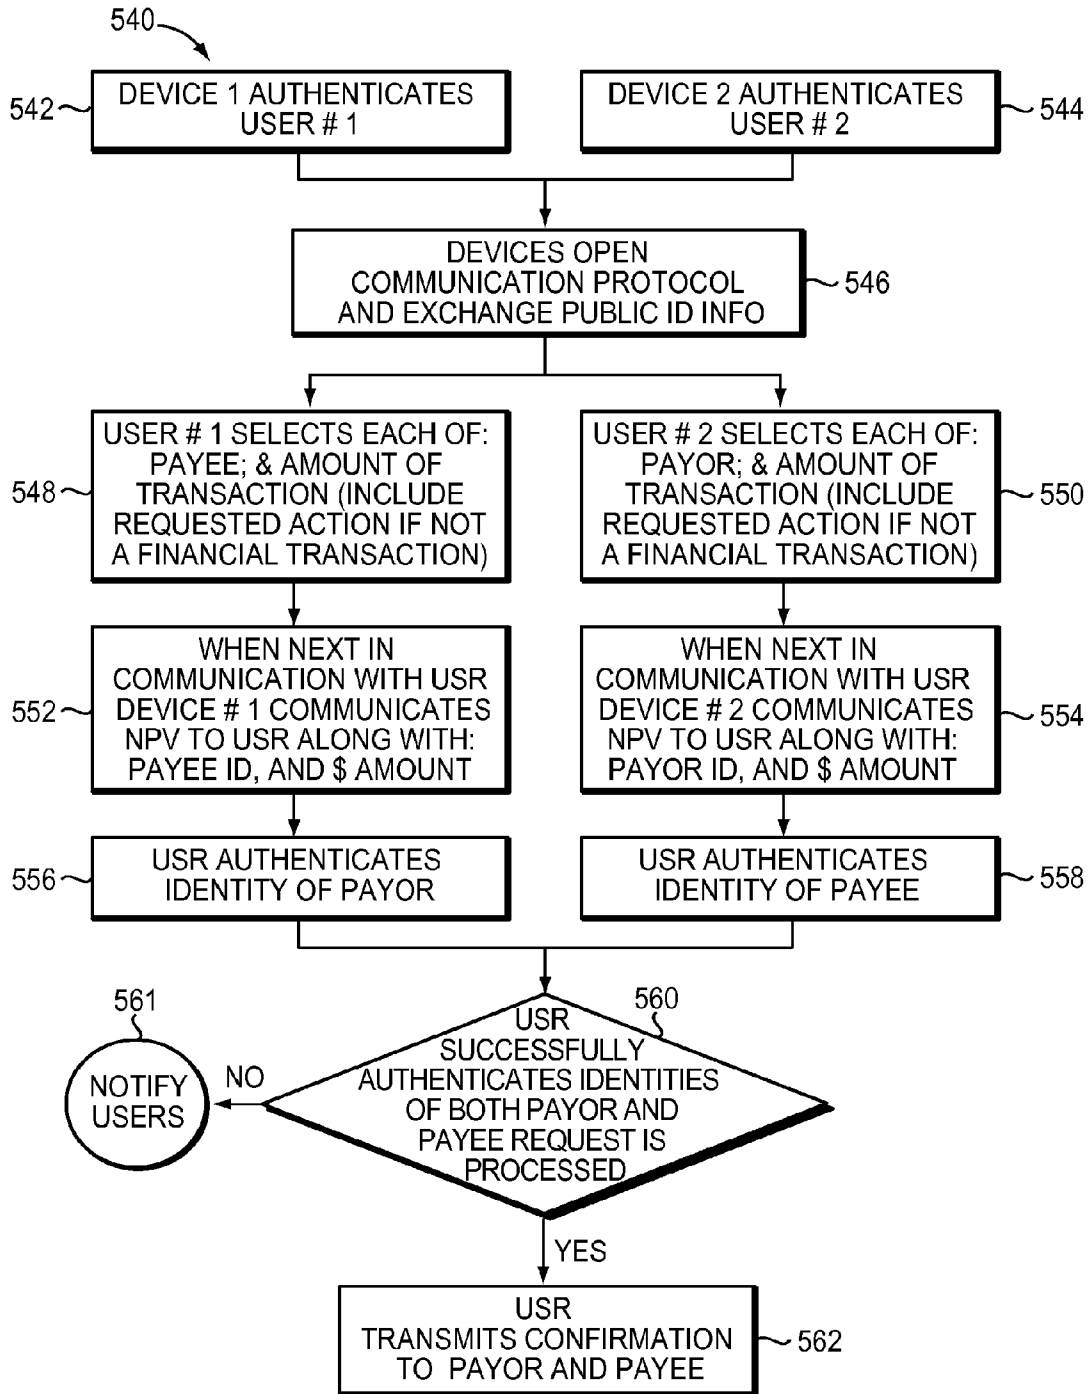 540
DEVICE 1 AUTHENTICATES
USER # 1
542
DEVICE 2 AUTHENTICATES
USER # 2
544
DEVICES OPEN
COMMUNICATION PROTOCOL
AND EXCHANGE PUBLIC ID INFO
546
USER # 1 SELECTS EACH OF:
PAYEE; & AMOUNT OF
TRANSACTION (INCLUDE
REQUESTED ACTION IF NOT
A FINANCIAL TRANSACTION)
548
USER # 2 SELECTS EACH OF:
PAYOR; & AMOUNT OF
TRANSACTION (INCLUDE
REQUESTED ACTION IF NOT
A FINANCIAL TRANSACTION)
550
WHEN NEXT IN
COMMUNICATION WITH USR
DEVICE # 1 COMMUNICATES
NPV TO USR ALONG WITH:
PAYEE ID, AND $ AMOUNT
552
WHEN NEXT IN
COMMUNICATION WITH USR
DEVICE # 2 COMMUNICATES
NPV TO USR ALONG WITH:
PAYOR ID, AND $ AMOUNT
554
USR AUTHENTICATES
IDENTITY OF PAYOR
556
USR AUTHENTICATES
IDENTITY OF PAYEE
558
USR
SUCCESSFULLY
AUTHENTICATES IDENTITIES
OF BOTH PAYOR AND
PAYEE REQUEST IS
PROCESSED
560
NO
561
NOTIFY
USERS
YES
USR
TRANSMITS CONFIRMATION
TO PAYOR AND PAYEE
562